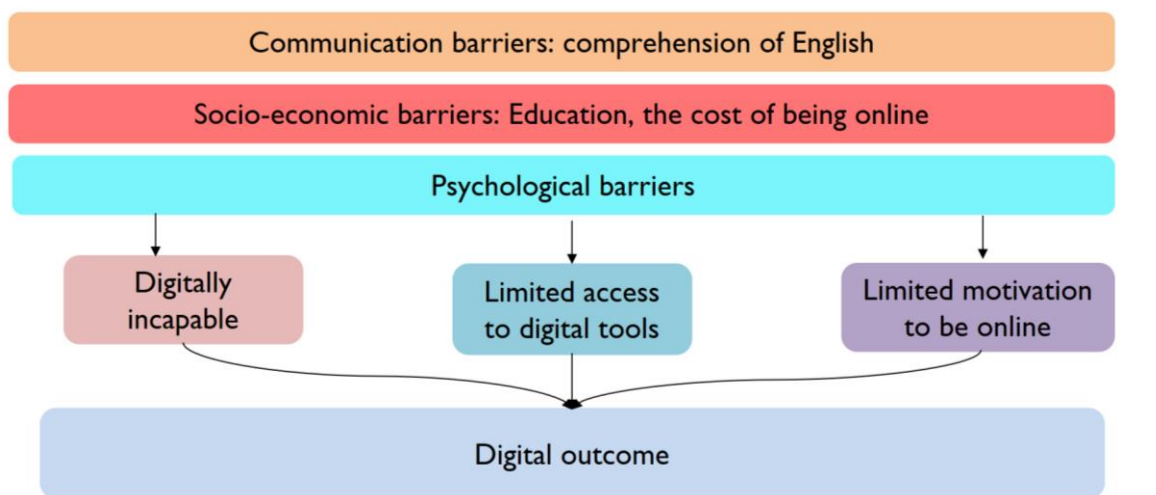 Communication barriers: comprehension of English
Socio-economic barriers: Education, the cost of being online
Psychological barriers
Digitally
incapable
Limited access
to digital tools
Limited motivation
to be online
Digital outcome